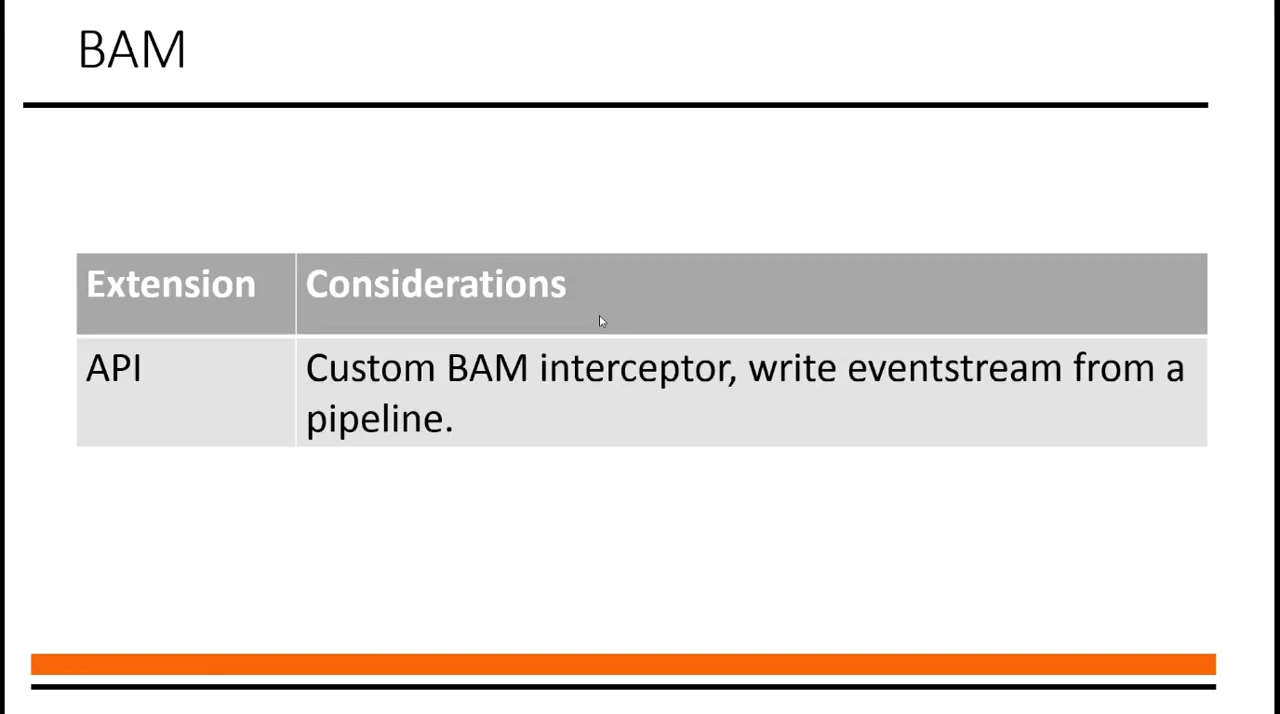 BAM
Extension Considerations
API Custom BAM interceptor, write eventstream from a
pipeline.